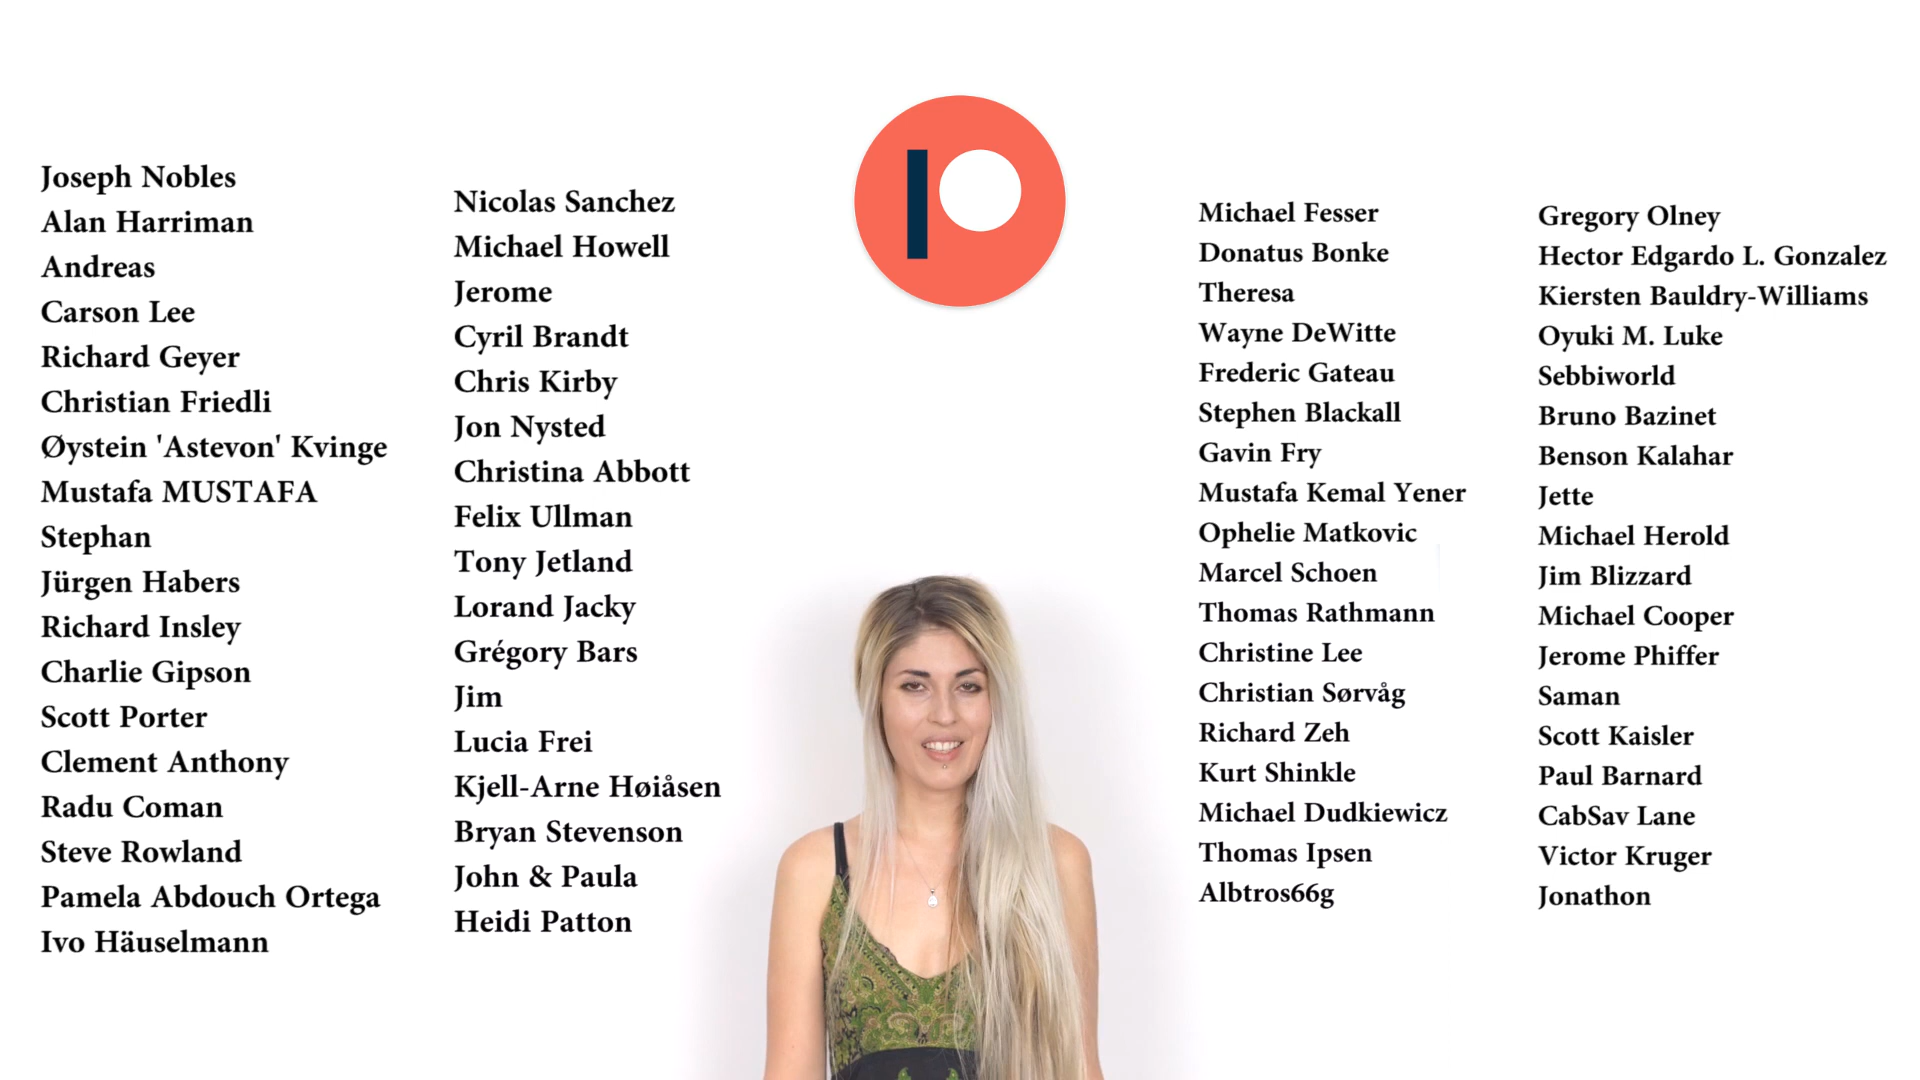 Joseph Nobles
Alan Harriman
Andreas
Carson Lee
Richard Geyer
Christian Friedli
Øystein 'Astevon' Kvinge
Mustafa MUSTAFA
Stephan
Jürgen Habers
Richard Insley
Charlie Gipson
Scott Porter
Clement Anthony
Radu Coman
Steve Rowland
Pamela Abdouch Ortega
Ivo Häuselmann
Nicolas Sanchez
Michael Howell
Jerome
Cyril Brandt
Chris Kirby
Jon Nysted
Christina Abbott
Felix Ullman
Tony Jetland
Lorand Jacky
Grégory Bars
Jim
Lucia Frei
Kjell-Arne Høiåsen
Bryan Stevenson
John & Paula
Heidi Patton
Michael Fesser
Donatus Bonke
Theresa
Wayne DeWitte
Frederic Gateau
Stephen Blackall
Gavin Fry
Mustafa Kemal Yener
Ophelie Matkovic
Marcel Schoen
Thomas Rathmann
Christine Lee
Christian Sørvåg
Richard Zeh
Kurt Shinkle
Michael Dudkiewicz
Thomas Ipsen
Albtros66g
Gregory Olney
Hector Edgardo L. Gonzalez
Kiersten Bauldry-Williams
Oyuki M. Luke
Sebbiworld
Bruno Bazinet
Benson Kalahar
Jette
Michael Herold
Jim Blizzard
Michael Cooper
Jerome Phiffer
Saman
Scott Kaisler
Paul Barnard
CabSav Lane
Victor Kruger
Jonathon